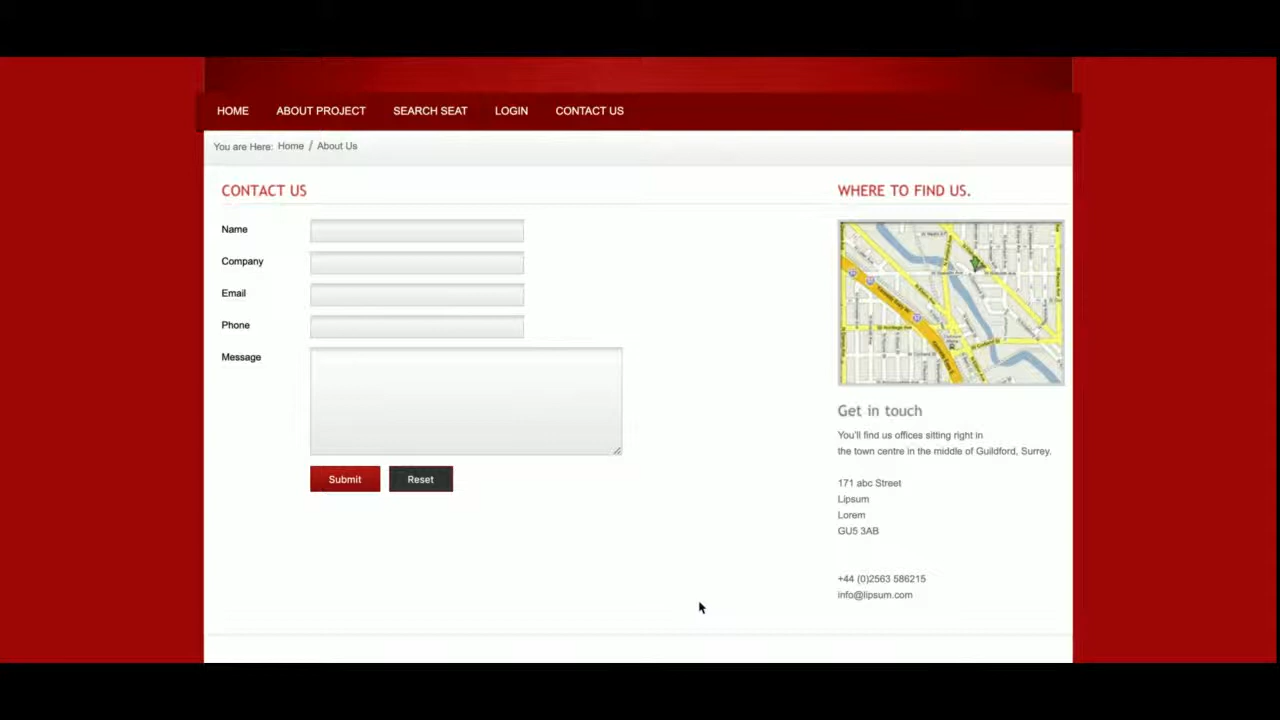 HOME ABOUT PROJECT SEARCH SEAT LOGIN CONTACT US
You are Here: Home / About Us
CONTACT US
Name
Company
Email
Phone
Message
Submit Reset
WHERE TO FIND US.
Get in touch
You'll find us offices sitting right in
the town centre in the middle of Guildford, Surrey.
171 abc Street
Lipsum
Lorem
GU5 3AB
+44 (0)2563 586215
info@lipsum.com